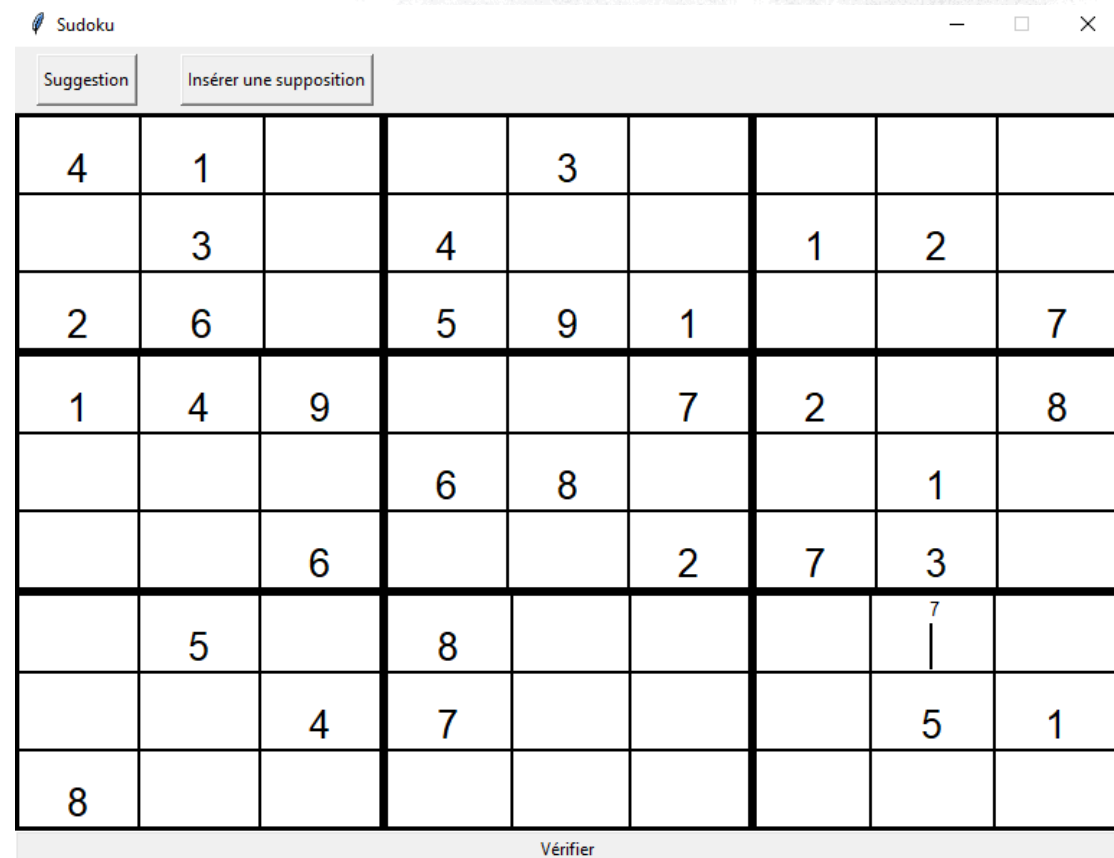 Sudoku
Suggestion Insérer une supposition
4 1 3
3 4 1 2
2 6 5 9 1 7
1 4 9 7 2 8
6 8 1
6 2 7 3
7
5 8
4 7 5 1
8
Vérifier